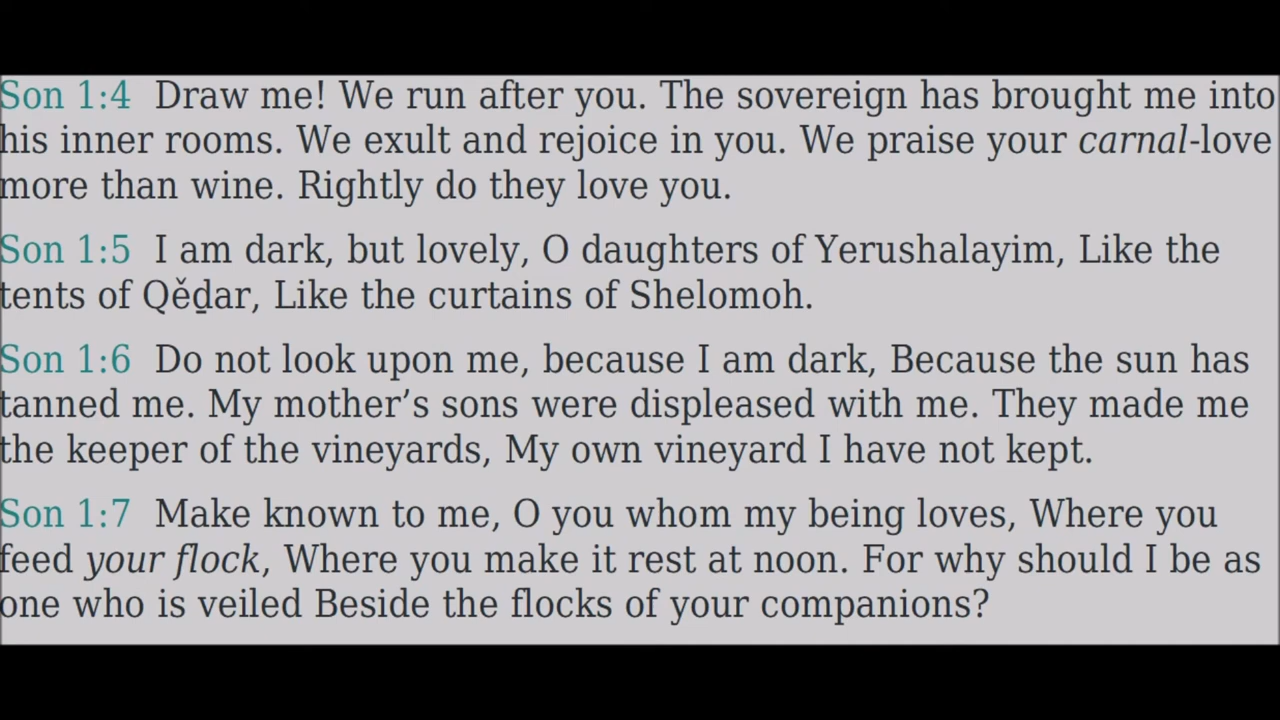 Son 1:4 Draw me! We run after you. The sovereign has brought me into
his inner rooms. We exult and rejoice in you. We praise your carnal-love
more than wine. Rightly do they love you.
Son 1:5 I am dark, but lovely, O daughters of Yerushalayim, Like the
tents of Qěḏar, Like the curtains of Shelomoh.
Son 1:6 Do not look upon me, because I am dark, Because the sun has
tanned me. My mother’s sons were displeased with me. They made me
the keeper of the vineyards, My own vineyard I have not kept.
Son 1:7 Make known to me, O you whom my being loves, Where you
feed your flock, Where you make it rest at noon. For why should I be as
one who is veiled Beside the flocks of your companions?